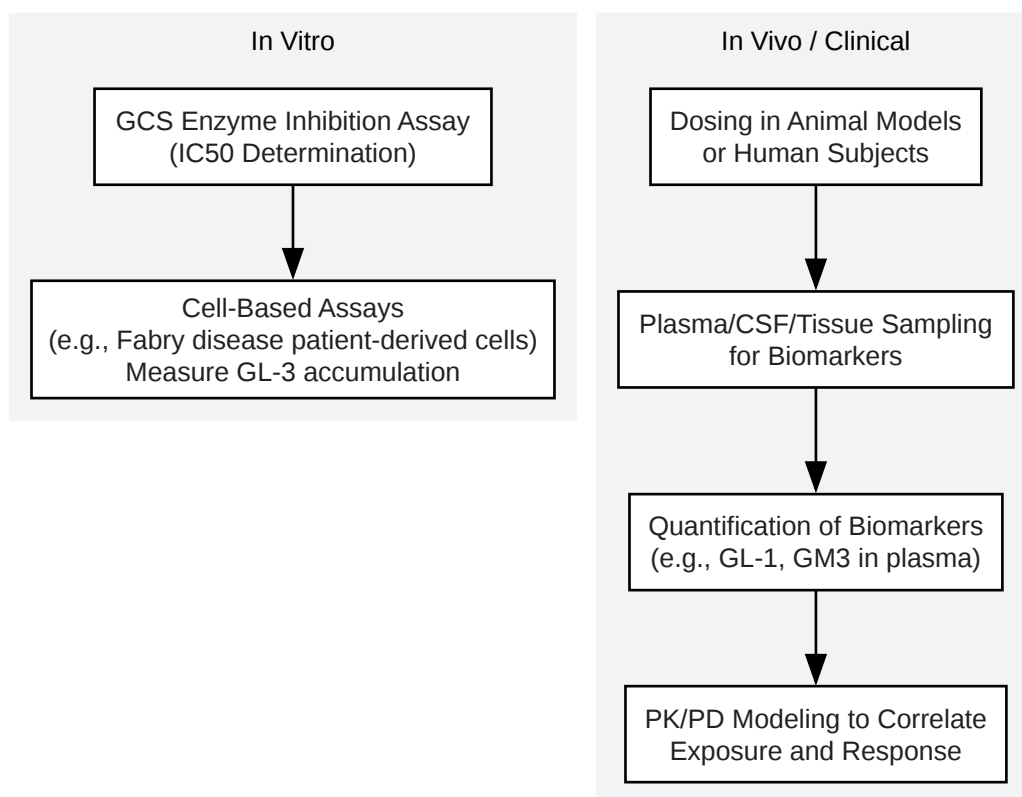 In Vitro
GCS Enzyme Inhibition Assay
(IC50 Determination)
Cell-Based Assays
(e.g., Fabry disease patient-derived cells)
Measure GL-3 accumulation
In Vivo / Clinical
Dosing in Animal Models
or Human Subjects
Plasma/CSF/Tissue Sampling
for Biomarkers
Quantification of Biomarkers
(e.g., GL-1, GM3 in plasma)
PK/PD Modeling to Correlate
Exposure and Response